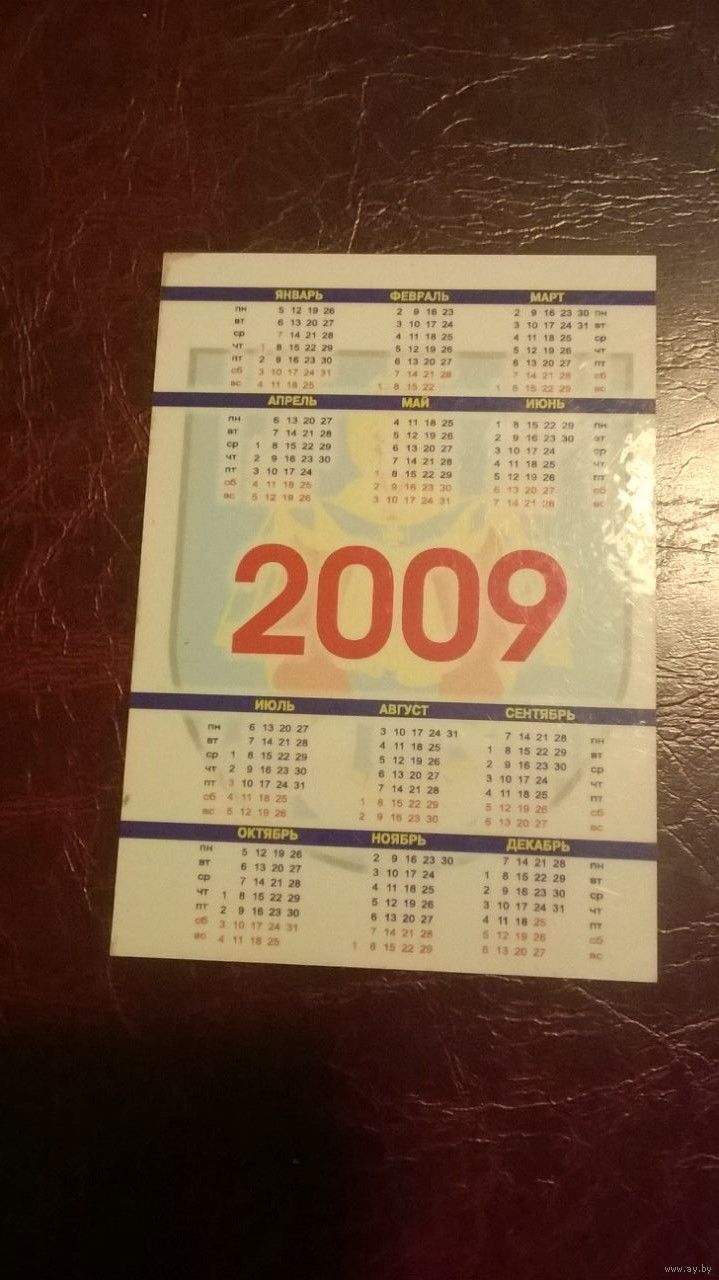 ЯНВАРЬ ФЕВРАЛЬ МАРТ
пн 5 12 19 26 2 9 16 23 2 9 16 23 30 пн
вт 6 13 20 27 3 10 17 24 3 10 17 24 31 вт
ср 7 14 21 28 4 11 18 25 4 11 18 25 ср
чт 1 8 15 22 29 5 12 19 26 5 12 19 26 чт
пт 2 9 16 23 30 6 13 20 27 6 13 20 27 пт
сб 3 10 17 24 31 7 14 21 28 7 14 21 28 сб
вс 4 11 18 25 1 8 15 22 1 8 15 22 29 вс
АПРЕЛЬ МАЙ ИЮНЬ
пн 6 13 20 27 4 11 18 25 1 8 15 22 29 пн
вт 7 14 21 28 5 12 19 26 2 9 16 23 30 вт
ср 1 8 15 22 29 6 13 20 27 3 10 17 24 ср
чт 2 9 16 23 30 7 14 21 28 4 11 18 25 чт
пт 3 10 17 24 1 8 15 22 29 5 12 19 26 пт
сб 4 11 18 25 2 9 16 23 30 6 13 20 27 сб
вс 5 12 19 26 3 10 17 24 31 7 14 21 28 вс
2009
ИЮЛЬ АВГУСТ СЕНТЯБРЬ
пн 6 13 20 27 3 10 17 24 31 7 14 21 28 пн
вт 7 14 21 28 4 11 18 25 1 8 15 22 29 вт
ср 1 8 15 22 29 5 12 19 26 2 9 16 23 30 ср
чт 2 9 16 23 30 6 13 20 27 3 10 17 24 чт
пт 3 10 17 24 31 7 14 21 28 4 11 18 25 пт
сб 4 11 18 25 1 8 15 22 29 5 12 19 26 сб
вс 5 12 19 26 2 9 16 23 30 6 13 20 27 вс
ОКТЯБРЬ НОЯБРЬ ДЕКАБРЬ
пн 5 12 19 26 2 9 16 23 30 7 14 21 28 пн
вт 6 13 20 27 3 10 17 24 1 8 15 22 29 вт
ср 7 14 21 28 4 11 18 25 2 9 16 23 30 ср
чт 1 8 15 22 29 5 12 19 26 3 10 17 24 31 чт
пт 2 9 16 23 30 6 13 20 27 4 11 18 25 пт
сб 3 10 17 24 31 7 14 21 28 5 12 19 26 сб
вс 4 11 18 25 1 8 15 22 29 6 13 20 27 вс
www.ay.by